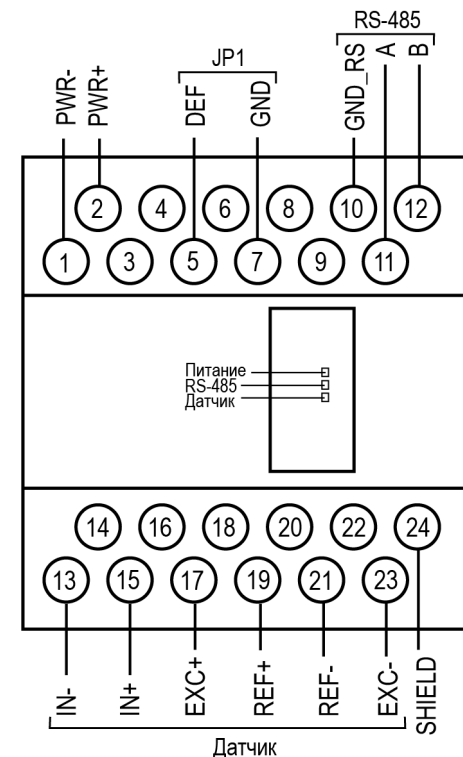 RS-485
JP1
PWR-
PWR+
DEF
GND
GND_RS
A
B
2
4
6
8
10
12
1
3
5
7
9
11
Питание
RS-485
Датчик
14
16
18
20
22
24
13
15
17
19
21
23
IN-
IN+
EXC+
REF+
REF-
EXC-
SHIELD
Датчик